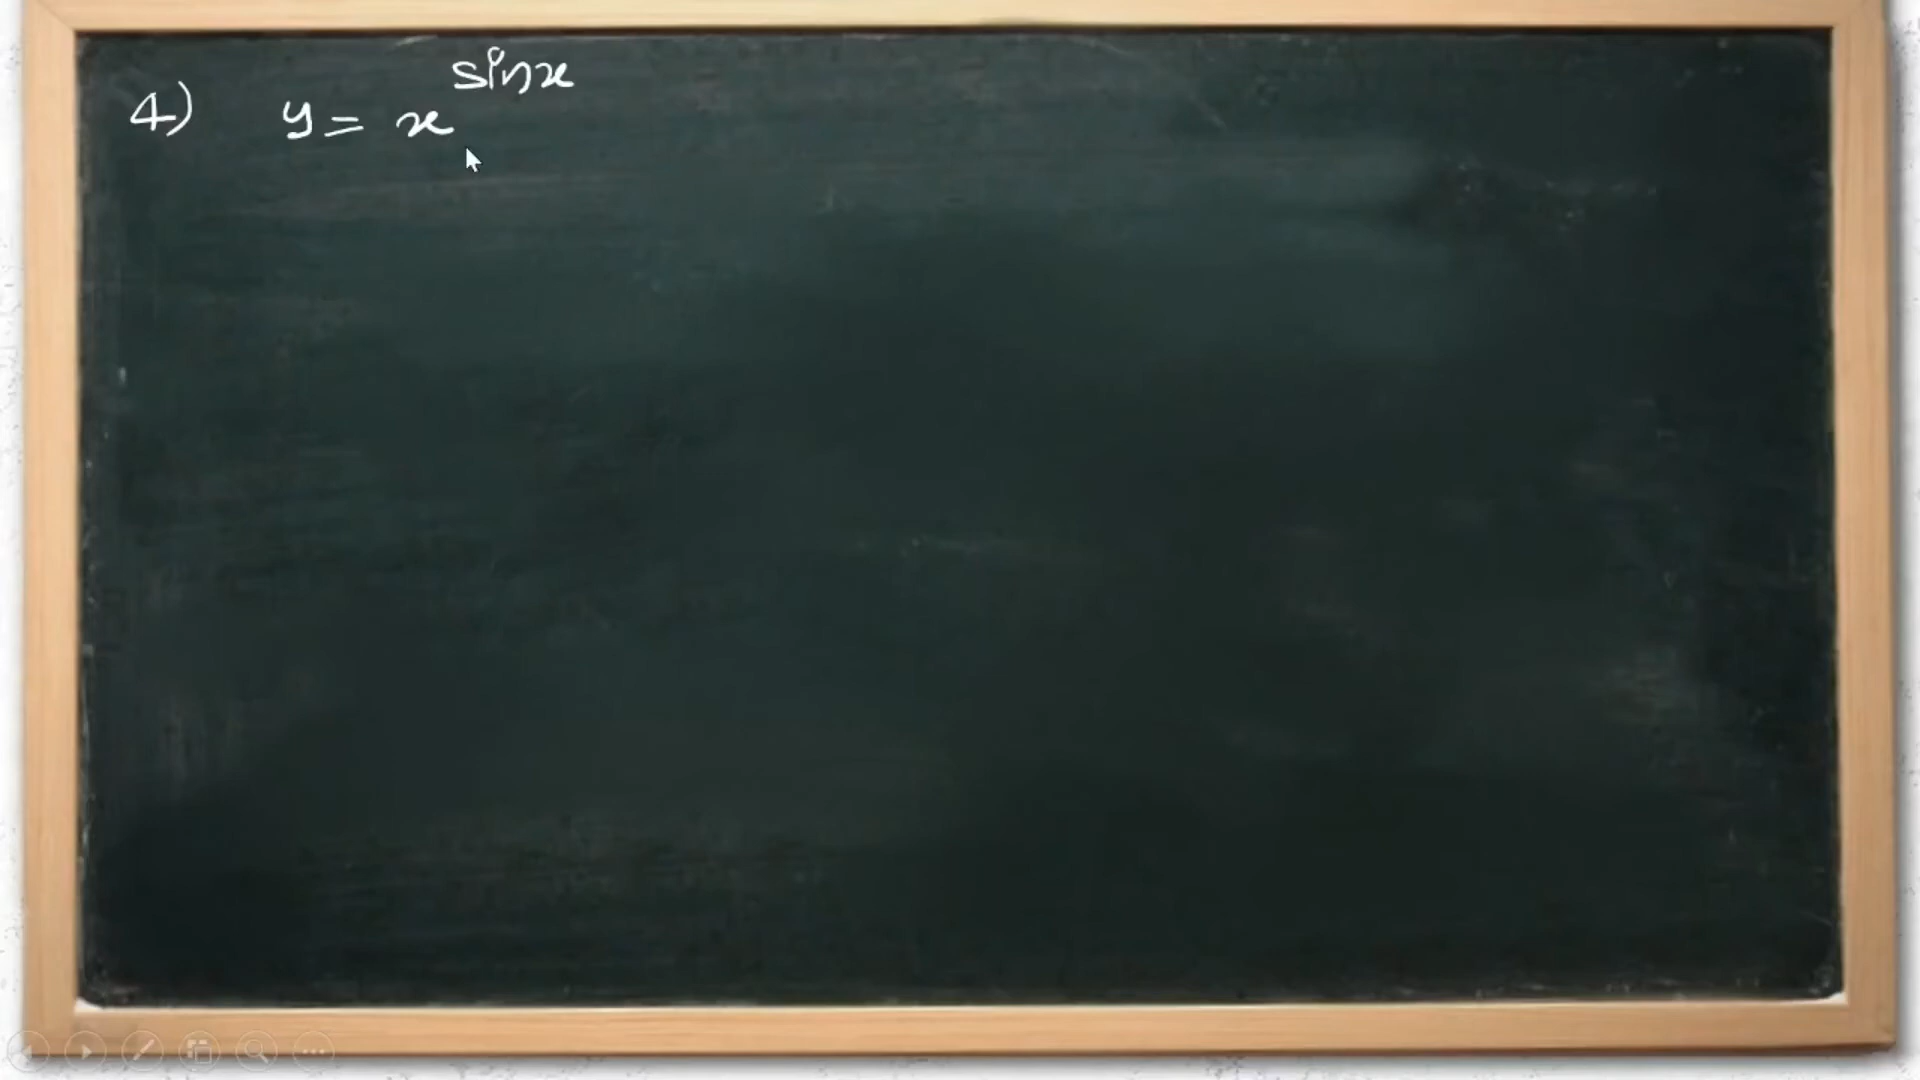 4) y = x^sinx